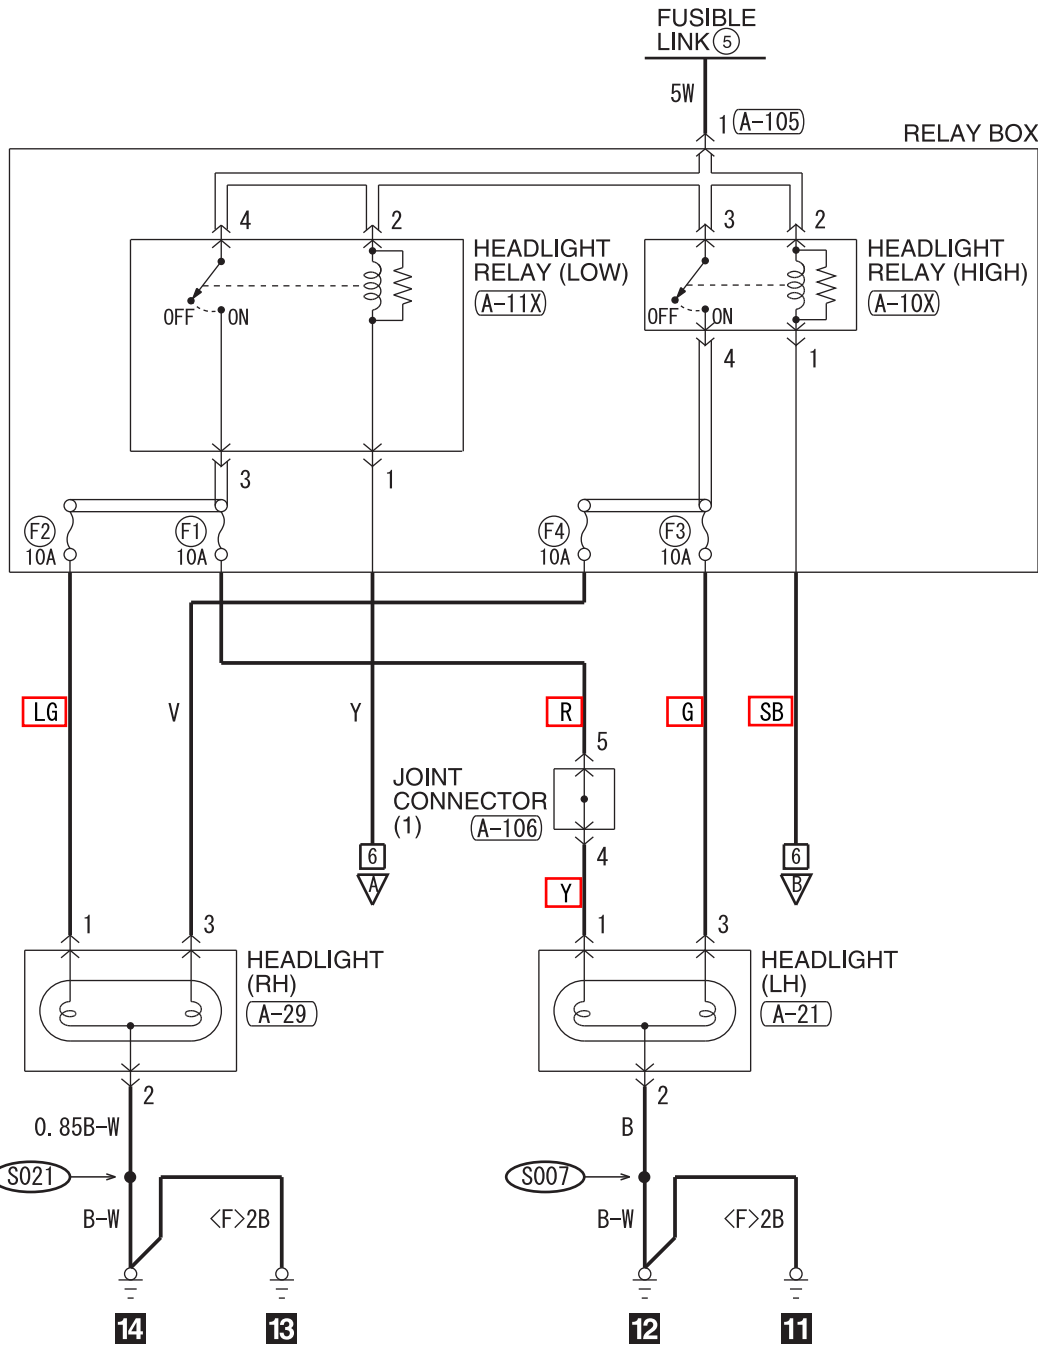 FUSIBLE
LINK 5
5W
1 A-105
RELAY BOX
4
2
3
2
HEADLIGHT
RELAY (LOW)
A-11X
HEADLIGHT
RELAY (HIGH)
A-10X
OFF ON
OFF ON
4
1
3
1
F2
10A
F1
10A
F4
10A
F3
10A
LG
V
Y
R
G
SB
5
JOINT
CONNECTOR
(1) A-106
4
6
A
6
B
Y
1
3
1
3
HEADLIGHT
(RH)
A-29
HEADLIGHT
(LH)
A-21
2
2
0.85B-W
B
S021
S007
B-W
<F>2B
B-W
<F>2B
14
13
12
11